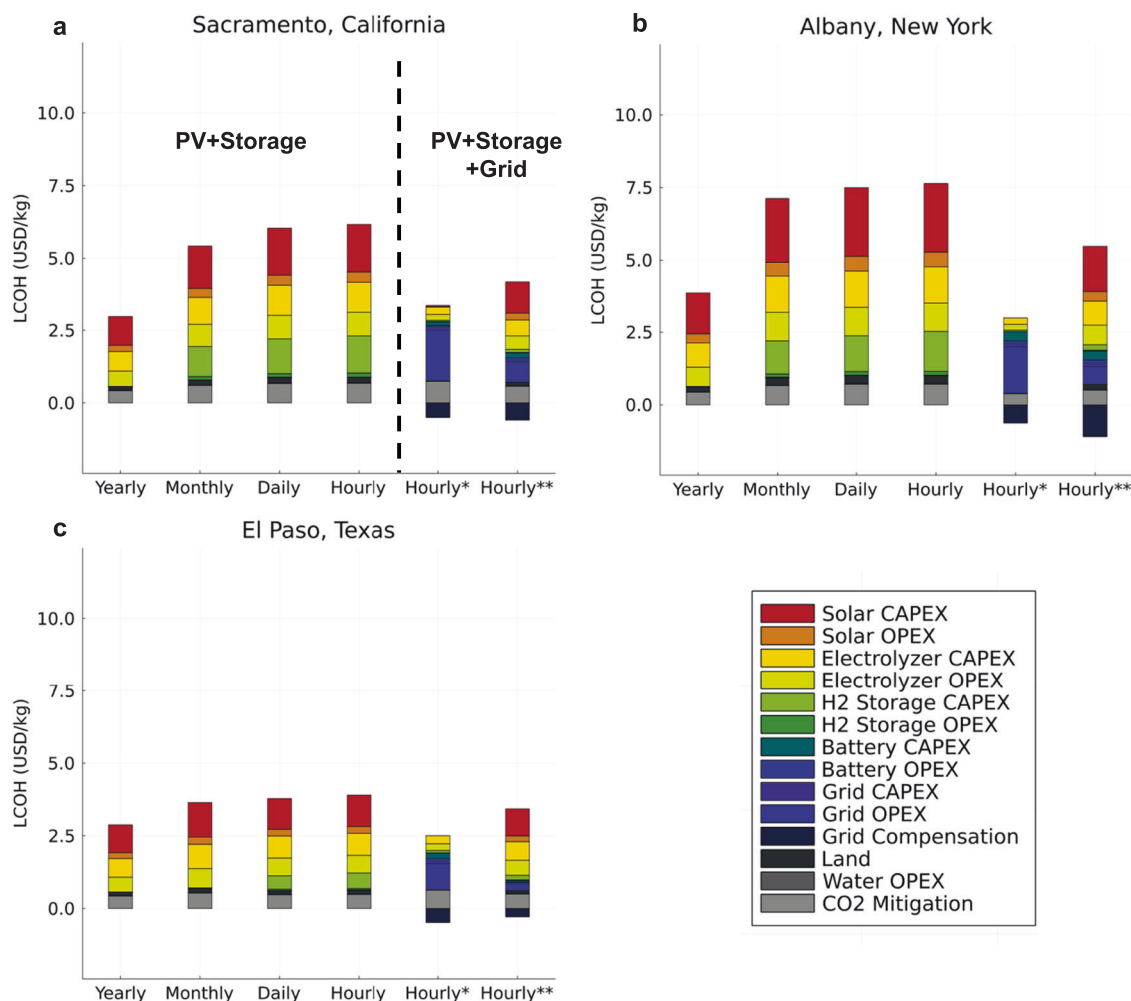 a
Sacramento, California
LCOH (USD/kg)
10.0
7.5
5.0
2.5
0.0
PV+Storage
PV+Storage
+Grid
Yearly
Monthly
Daily
Hourly
Hourly*
Hourly**
b
Albany, New York
LCOH (USD/kg)
10.0
7.5
5.0
2.5
0.0
Yearly
Monthly
Daily
Hourly
Hourly*
Hourly**
c
El Paso, Texas
LCOH (USD/kg)
10.0
7.5
5.0
2.5
0.0
Yearly
Monthly
Daily
Hourly
Hourly*
Hourly**
Solar CAPEX
Solar OPEX
Electrolyzer CAPEX
Electrolyzer OPEX
H2 Storage CAPEX
H2 Storage OPEX
Battery CAPEX
Battery OPEX
Grid CAPEX
Grid OPEX
Grid Compensation
Land
Water OPEX
CO2 Mitigation